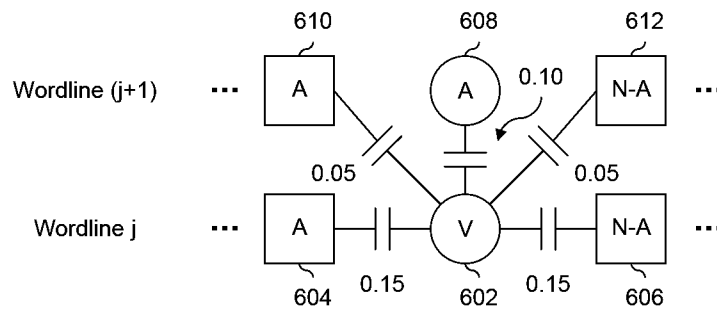 610 608 612
Wordline (j+1) ... A A N-A ...
0.10
0.05 0.05
Wordline j ... A V N-A ...
604 0.15 602 0.15 606